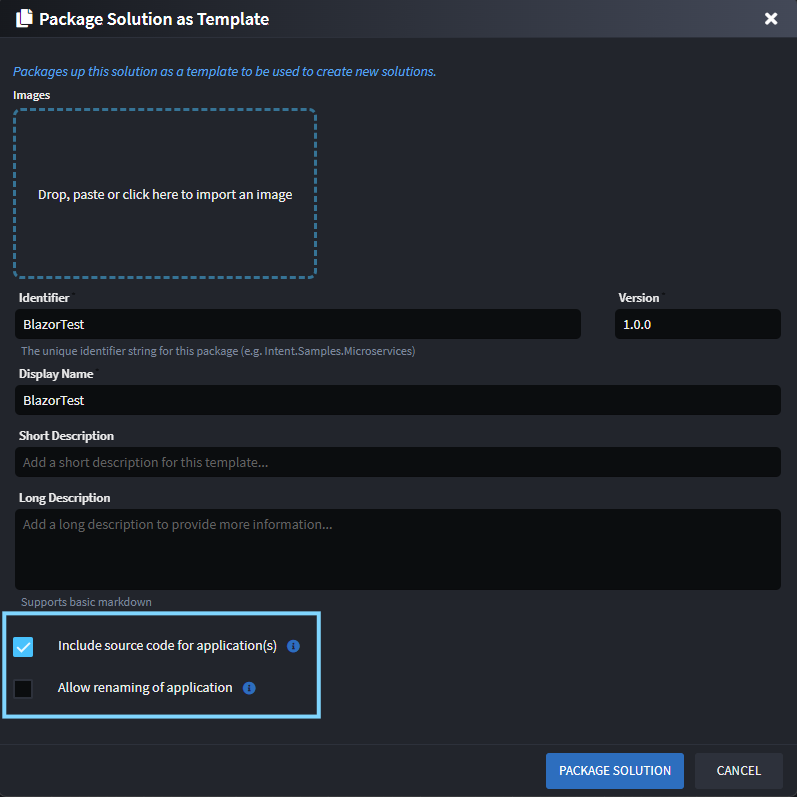 Package Solution as Template
Packages up this solution as a template to be used to create new solutions.
Images
Drop, paste or click here to import an image
Identifier
Version
BlazorTest
1.0.0
The unique identifier string for this package (e.g. Intent.Samples.Microservices)
Display Name
BlazorTest
Short Description
Add a short description for this template...
Long Description
Add a long description to provide more information...
Supports basic markdown
Include source code for application(s)
Allow renaming of application
PACKAGE SOLUTION
CANCEL